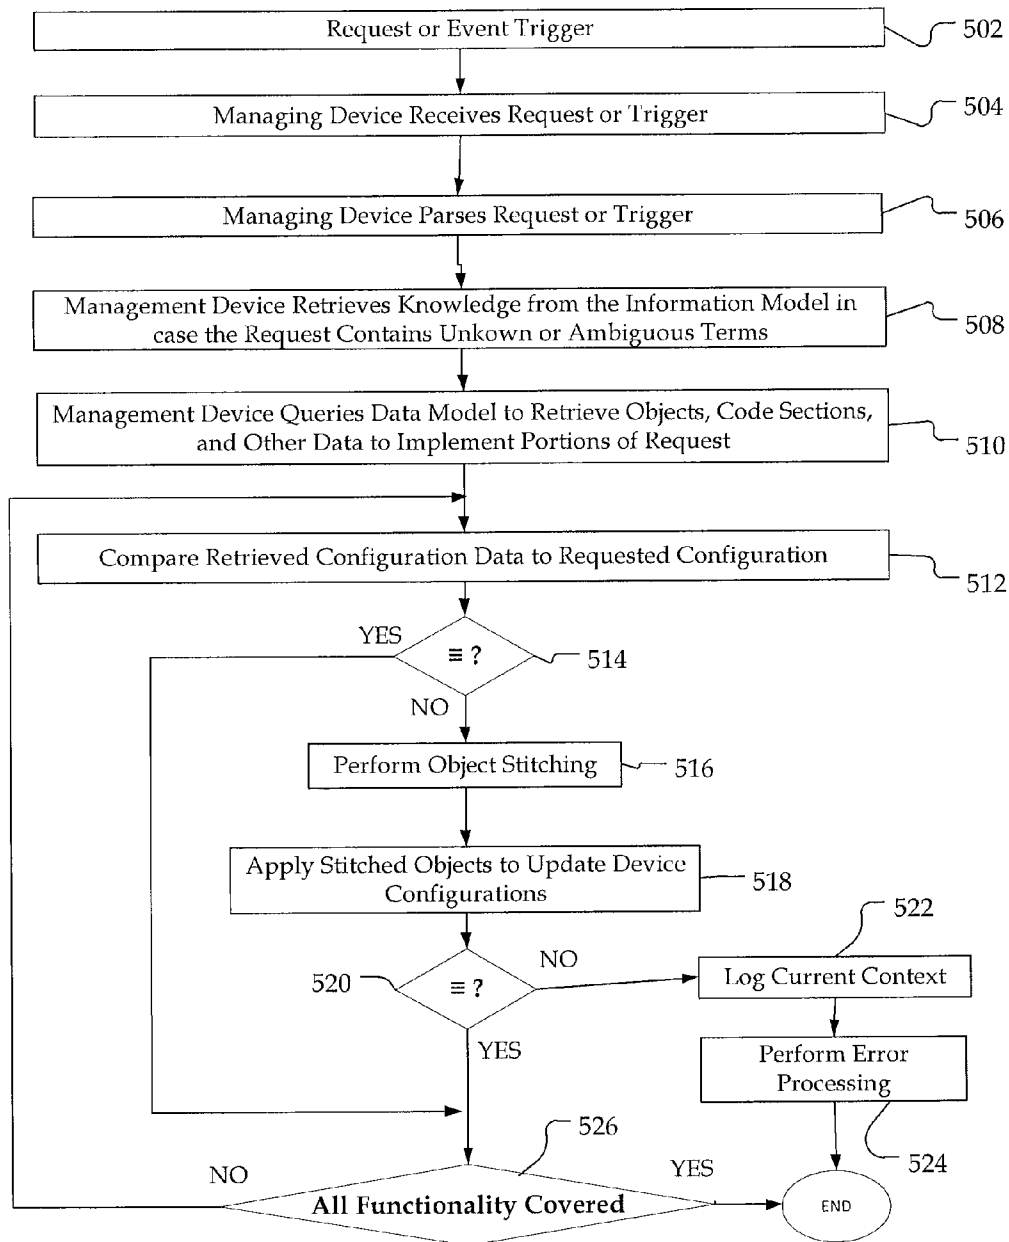 Request or Event Trigger
502
Managing Device Receives Request or Trigger
504
Managing Device Parses Request or Trigger
506
Management Device Retrieves Knowledge from the Information Model in
case the Request Contains Unkown or Ambiguous Terms
508
Management Device Queries Data Model to Retrieve Objects, Code Sections,
and Other Data to Implement Portions of Request
510
Compare Retrieved Configuration Data to Requested Configuration
512
YES
≡ ?
514
NO
Perform Object Stitching
516
Apply Stitched Objects to Update Device
Configurations
518
522
520
≡ ?
NO
Log Current Context
YES
Perform Error
Processing
526
524
NO
YES
All Functionality Covered
END